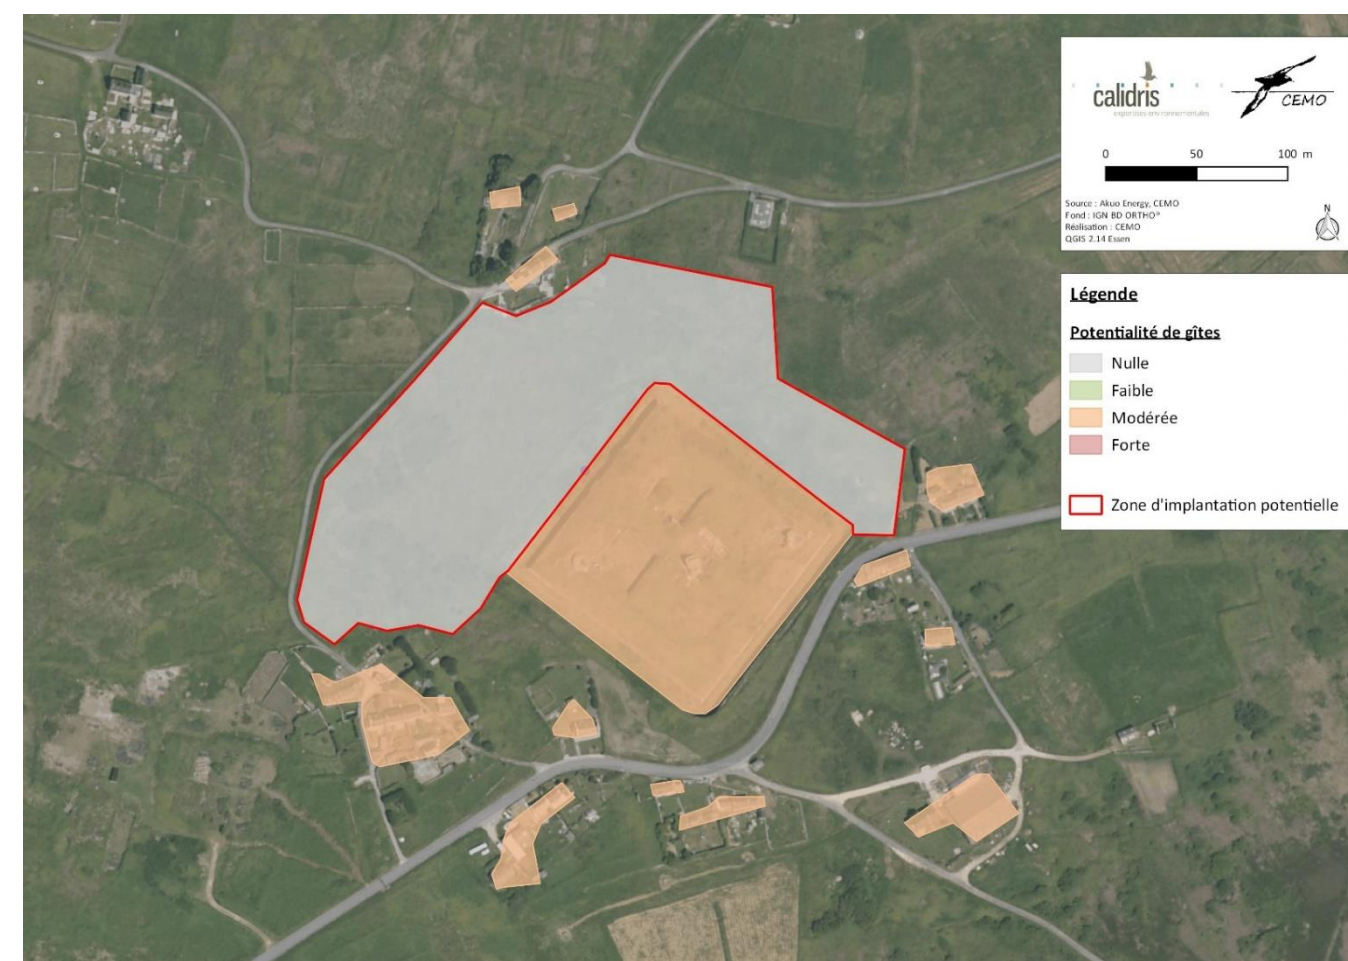 calidris
expertises environnementales
CEMO
0 50 100 m
Source : Akuo Energy, CEMO
Fond : IGN BD ORTHO®
Réalisation : CEMO
QGIS 2.14 Essen
N
Légende
Potentialité de gîtes
Nulle
Faible
Modérée
Forte
Zone d'implantation potentielle